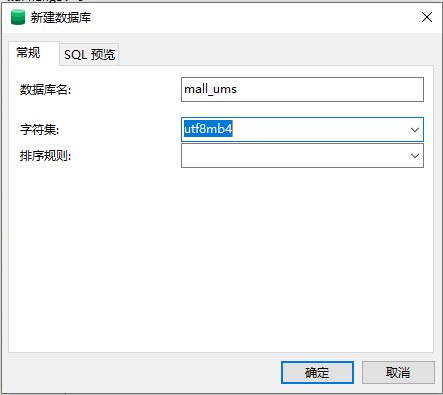 新建数据库
常规
SQL 预览
数据库名:
mall_ums
字符集:
utf8mb4
排序规则:
确定
取消